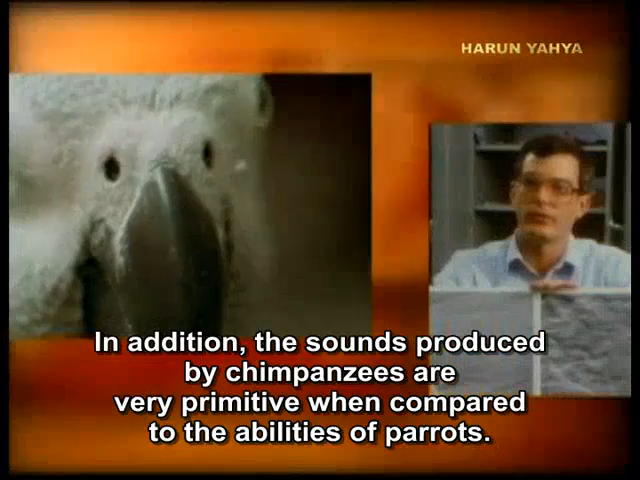 HARUN YAHYA
In addition, the sounds produced
by chimpanzees are
very primitive when compared
to the abilities of parrots.